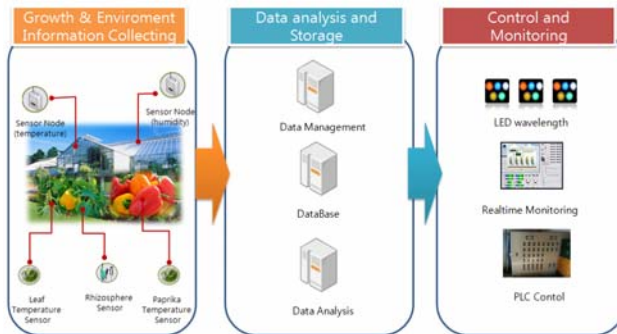 Growth & Enviroment
Information Collecting
Sensor Node
(temperature)
Sensor Node
(humidity)
Leaf
Temperature
Sensor
Rhizosphere
Sensor
Paprika
Temperature
Sensor
Data analysis and
Storage
Data Management
DataBase
Data Analysis
Control and
Monitoring
LED wavelength
Realtime Monitoring
PLC Contol